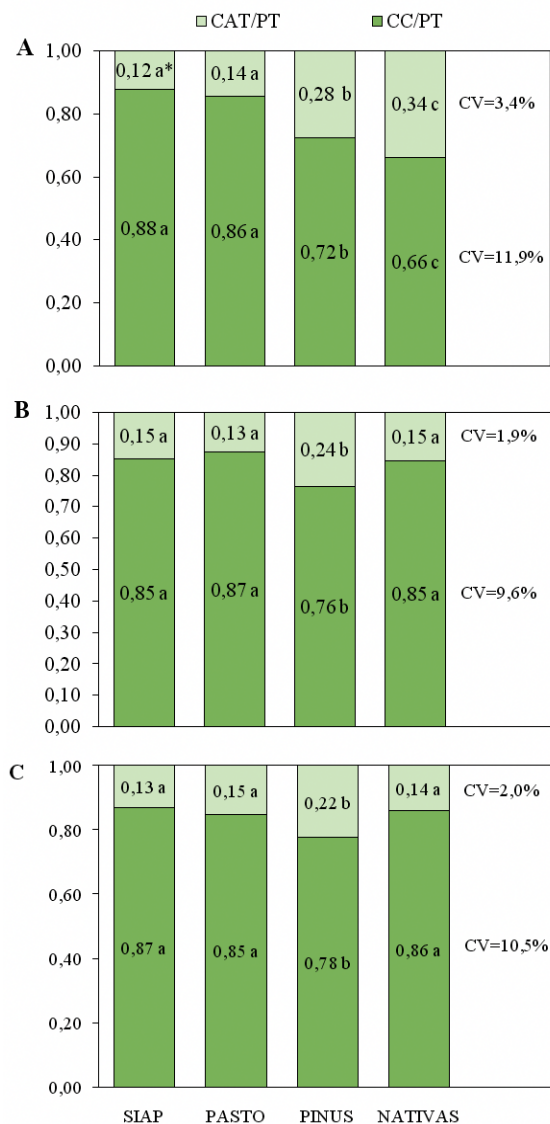 CAT/PT CC/PT
A
1,00
0,12 a* 0,14 a 0,28 b 0,34 c CV=3,4%
0,80
0,60
0,88 a 0,86 a 0,72 b 0,66 c CV=11,9%
0,40
0,20
0,00
B
1,00
0,15 a 0,13 a 0,24 b 0,15 a CV=1,9%
0,90
0,80
0,70
0,60
0,50
0,85 a 0,87 a 0,76 b 0,85 a CV=9,6%
0,40
0,30
0,20
0,10
0,00
C
1,00
0,13 a 0,15 a 0,22 b 0,14 a CV=2,0%
0,80
0,60
0,87 a 0,85 a 0,78 b 0,86 a CV=10,5%
0,40
0,20
0,00
SIAP PASTO PINUS NATIVAS